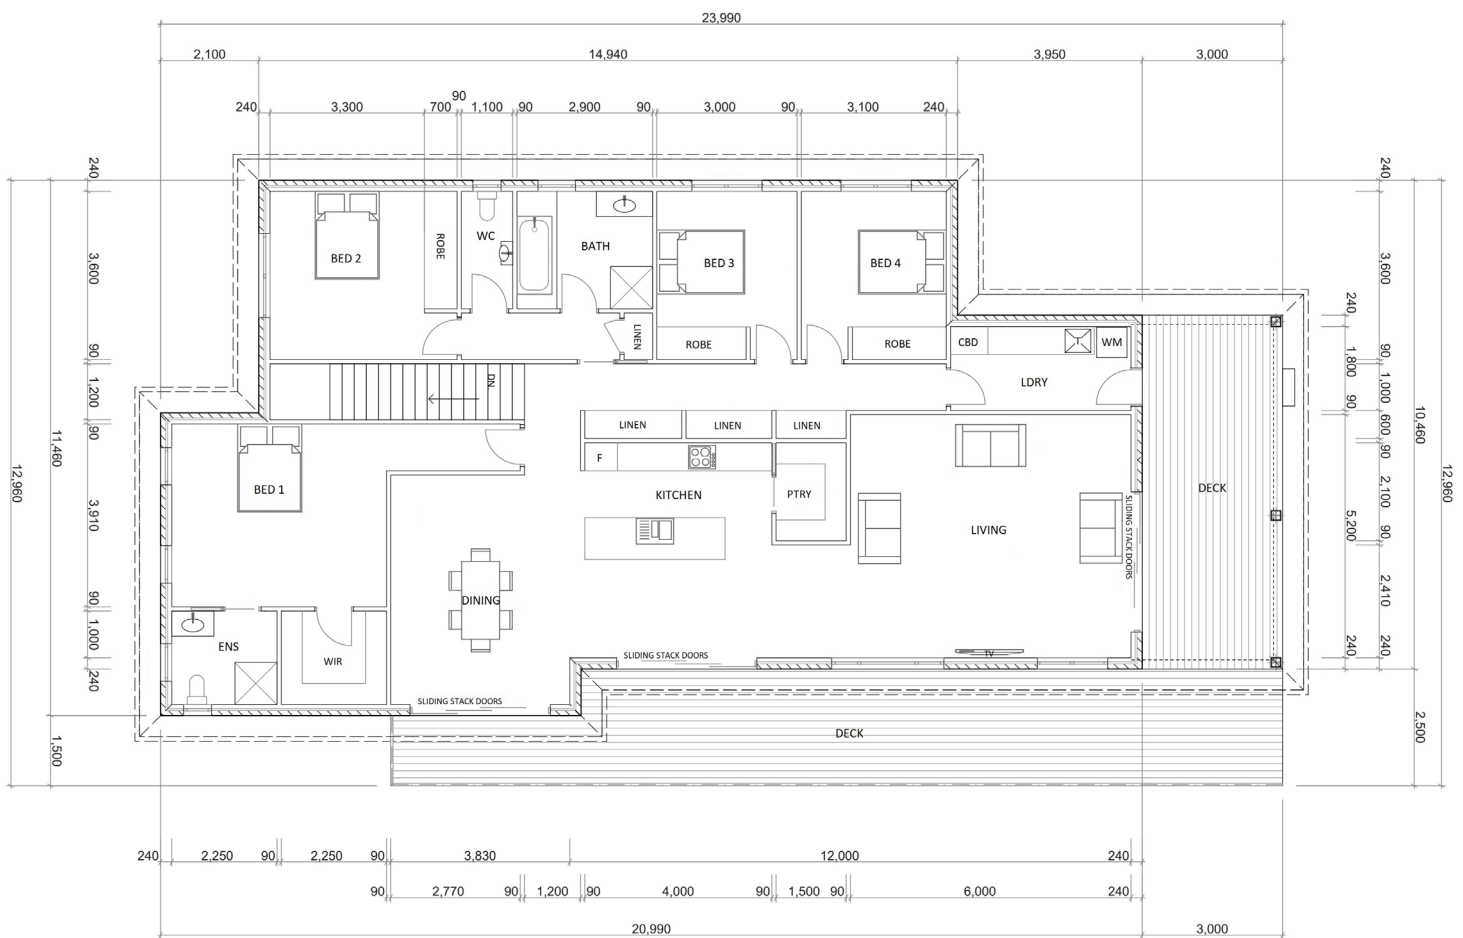 23,990
2,100
14,940
3,950
3,000
90
240
3,300
700
1,100
90
2,900
90
3,000
90
3,100
240
240
3,600
90
1,200
90
3,910
90
1,000
240
11,460
1,500
12,960
240
3,600
90
1,000
600
90
2,100
90
2,410
240
240
1,800
90
5,200
240
10,460
2,500
12,960
BED 2
ROBE
WC
BATH
LINEN
BED 3
ROBE
BED 4
ROBE
CBD
WM
LDRY
DN
LINEN
LINEN
LINEN
F
KITCHEN
PTRY
BED 1
LIVING
SLIDING STACK DOORS
DECK
DINING
ENS
WIR
SLIDING STACK DOORS
TV
SLIDING STACK DOORS
DECK
240
2,250
90
2,250
90
3,830
12,000
240
90
2,770
90
1,200
90
4,000
90
1,500
90
6,000
240
20,990
3,000